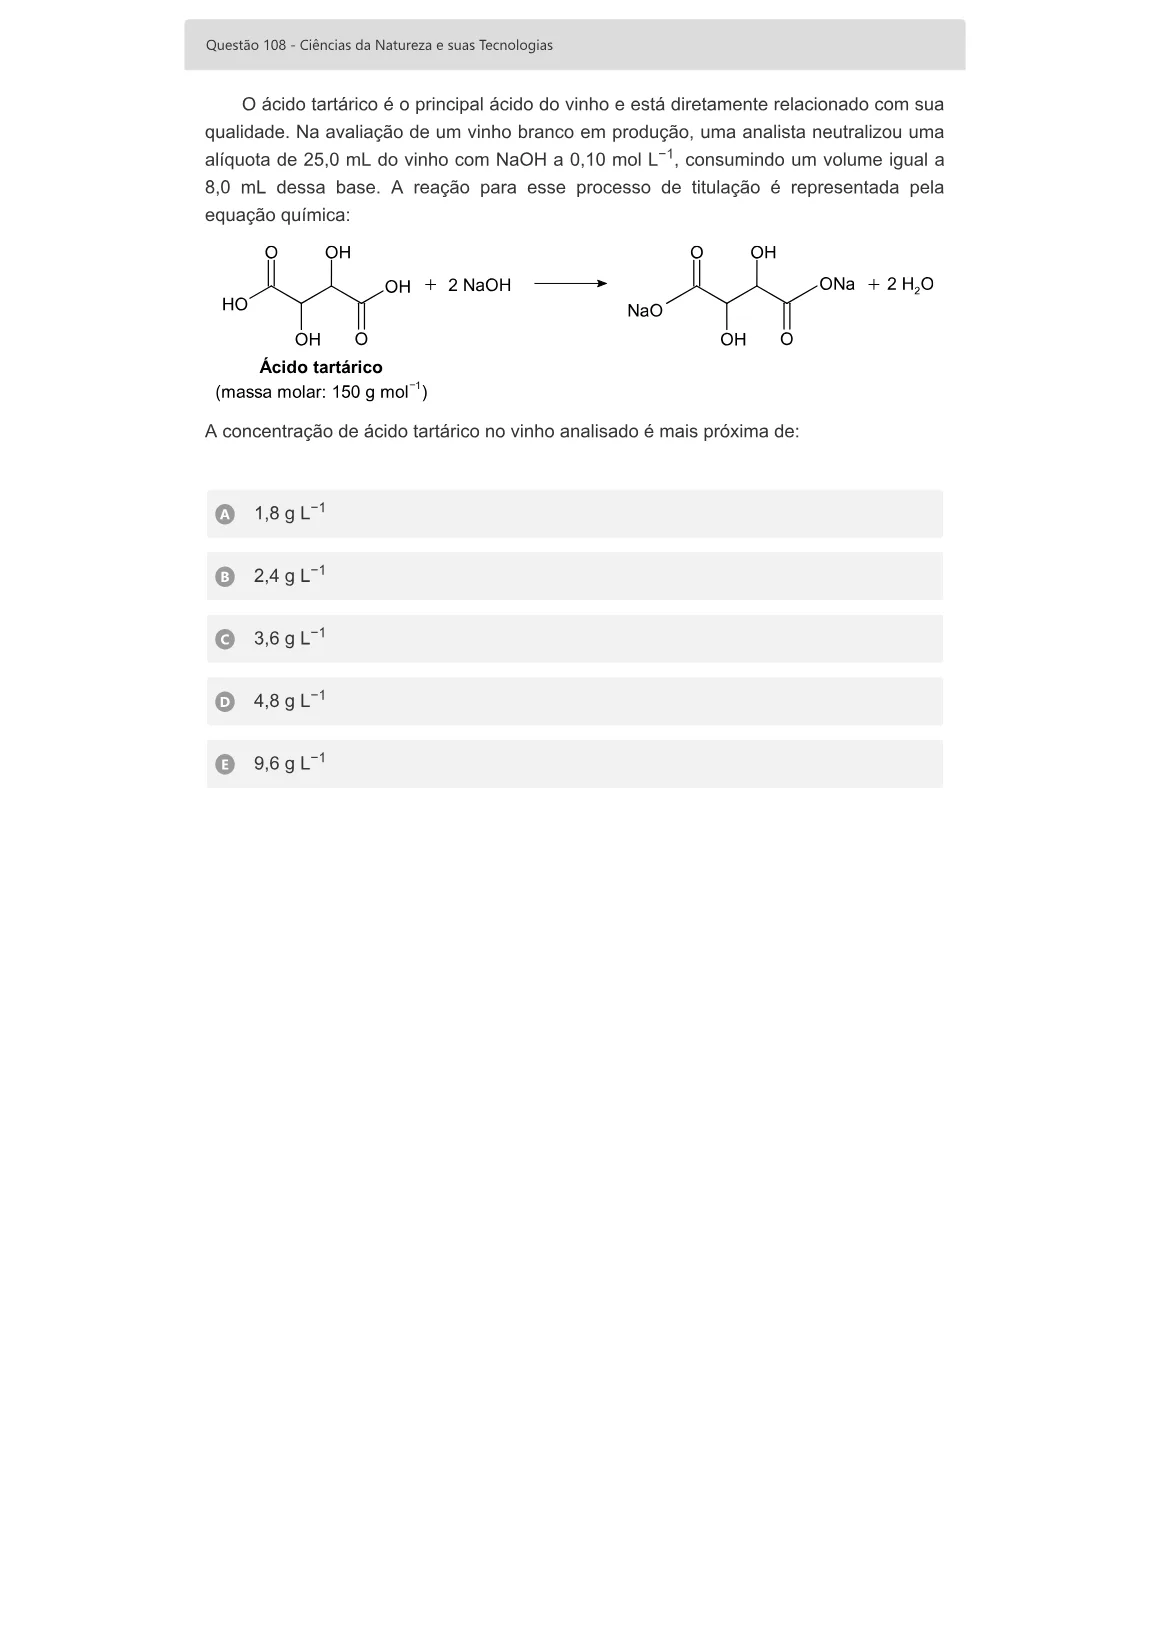 Questão 108 - Ciências da Natureza e suas Tecnologias
O ácido tartárico é o principal ácido do vinho e está diretamente relacionado com sua
qualidade. Na avaliação de um vinho branco em produção, uma analista neutralizou uma
alíquota de 25,0 mL do vinho com NaOH a 0,10 mol L⁻¹, consumindo um volume igual a
8,0 mL dessa base. A reação para esse processo de titulação é representada pela
equação química:
O OH O OH
HO OH + 2 NaOH NaO ONa + 2 H₂O
OH O OH O
Ácido tartárico
(massa molar: 150 g mol⁻¹)
A concentração de ácido tartárico no vinho analisado é mais próxima de:
A 1,8 g L⁻¹
B 2,4 g L⁻¹
C 3,6 g L⁻¹
D 4,8 g L⁻¹
E 9,6 g L⁻¹